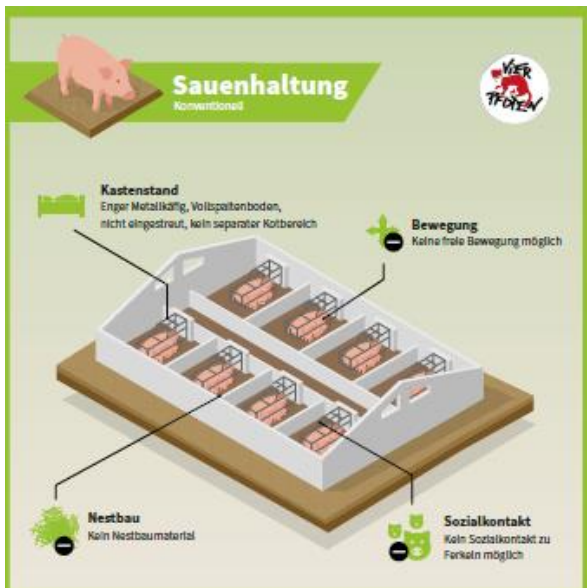 Sauenhaltung
Konventionell
VIER
PFOTEN
Kastenstand
Enger Metallkäfig, Vollspaltenboden,
nicht eingestreut, kein separater Kotbereich
Bewegung
Keine freie Bewegung möglich
Nestbau
Kein Nestbaumaterial
Sozialkontakt
Kein Sozialkontakt zu
Ferkeln möglich